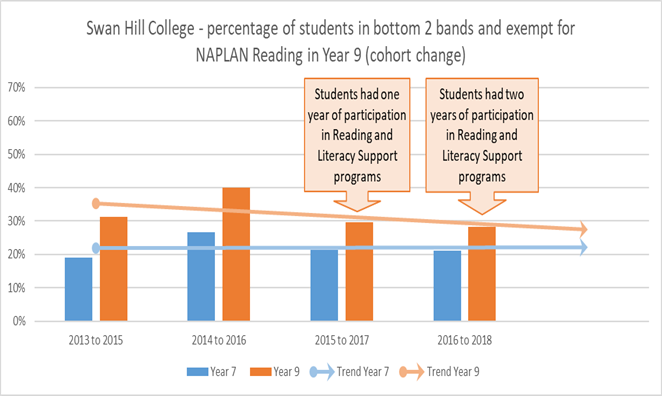 Swan Hill College - percentage of students in bottom 2 bands and exempt for
NAPLAN Reading in Year 9 (cohort change)
Students had one
year of participation
in Reading and
Literacy Support
programs
Students had two
years of participation
in Reading and
Literacy Support
programs
70%
60%
50%
40%
30%
20%
10%
0%
2013 to 2015
2014 to 2016
2015 to 2017
2016 to 2018
Year 7
Year 9
Trend Year 7
Trend Year 9